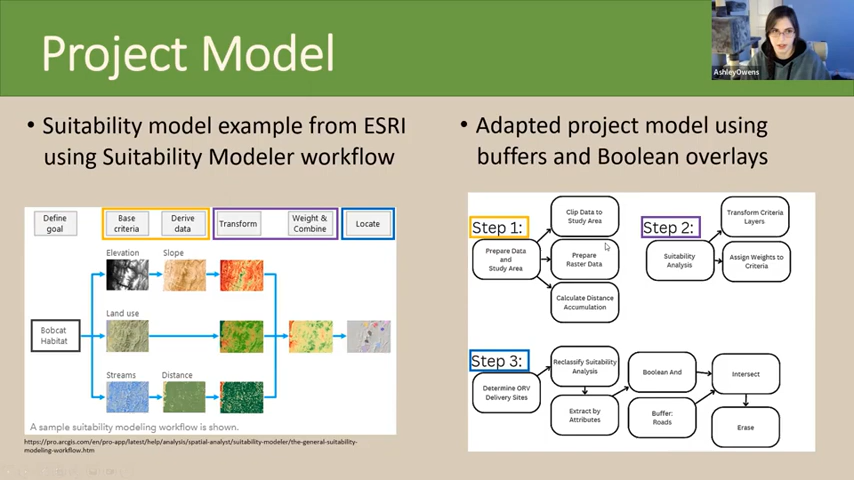 Project Model
AshleyOwens
• Suitability model example from ESRI
using Suitability Modeler workflow
• Adapted project model using
buffers and Boolean overlays
Define
goal
Base
criteria
Derive
data
Transform
Weight &
Combine
Locate
Elevation
Slope
Land use
Bobcat
Habitat
Streams
Distance
A sample suitability modeling workflow is shown.
https://pro.arcgis.com/en/pro-app/latest/help/analysis/spatial-analyst/suitability-modeler/the-general-suitability-
modeling-workflow.htm
Step 1:
Prepare Data
and
Study Area
Clip Data to
Study Area
Prepare
Raster Data
Calculate Distance
Accumulation
Step 2:
Suitability
Analysis
Transform Criteria
Layers
Assign Weights to
Criteria
Step 3:
Determine ORV
Delivery Sites
Reclassify Suitability
Analysis
Extract by
Attributes
Boolean And
Buffer:
Roads
Intersect
Erase